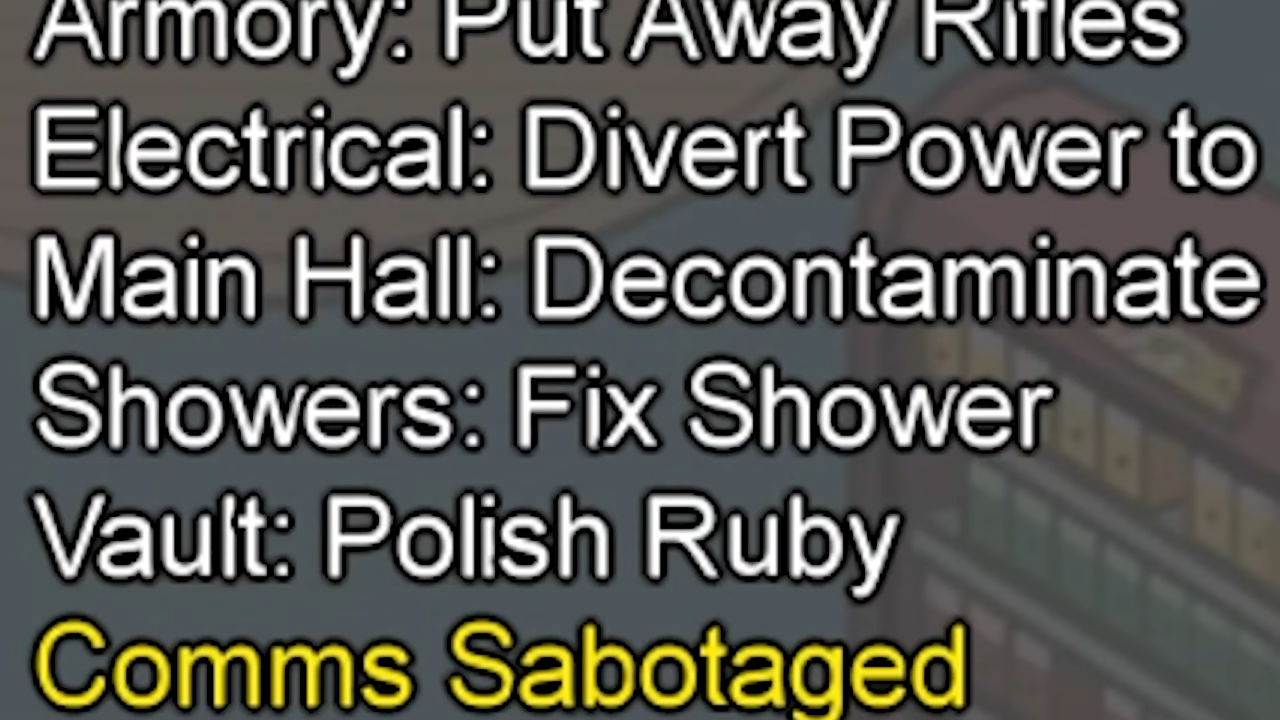 Armory: Put Away Rifles
Electrical: Divert Power to
Main Hall: Decontaminate
Showers: Fix Shower
Vault: Polish Ruby
Comms Sabotaged